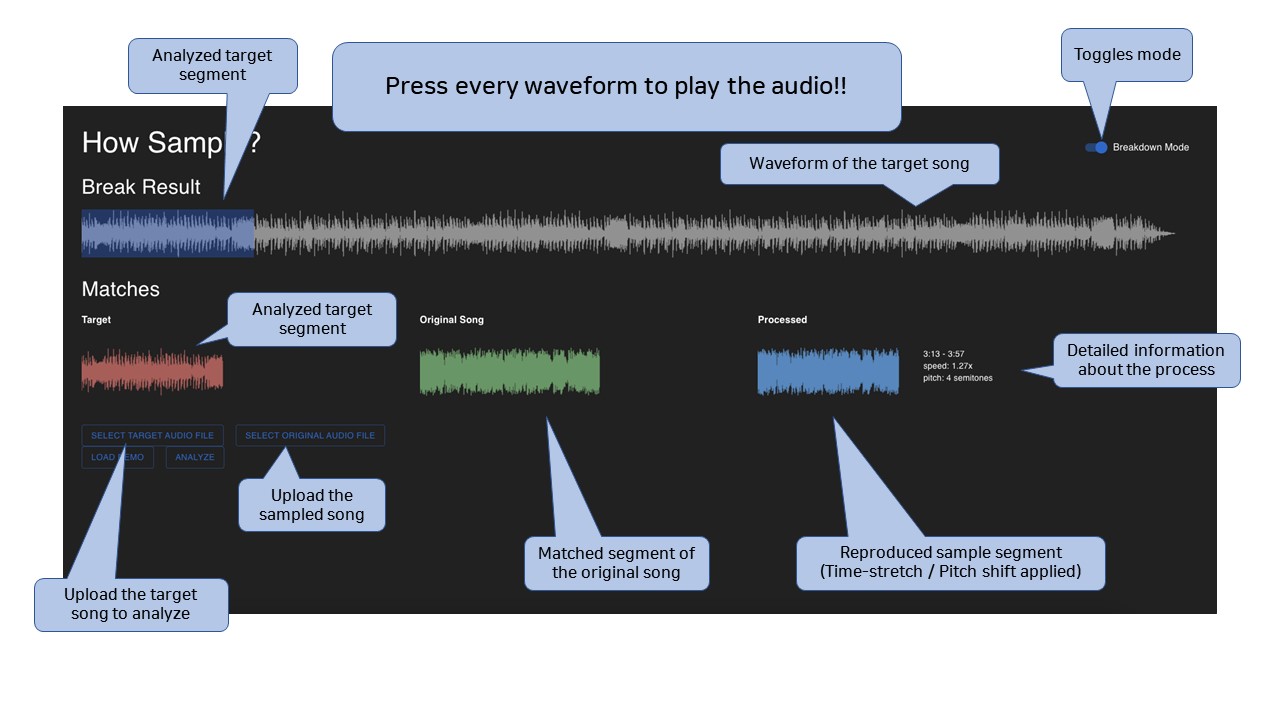 Analyzed target
segment
Press every waveform to play the audio!!
Toggles mode
How Samp ?
Breakdown Mode
Waveform of the target song
Break Result
Matches
Analyzed target
segment
Target
Original Song
Processed
3:13 - 3:57
speed: 1.27x
pitch: 4 semitones
Detailed information
about the process
SELECT TARGET AUDIO FILE
SELECT ORIGINAL AUDIO FILE
LOAD EMO
ANALYZE
Upload the
sampled song
Matched segment of
the original song
Reproduced sample segment
(Time-stretch / Pitch shift applied)
Upload the target
song to analyze